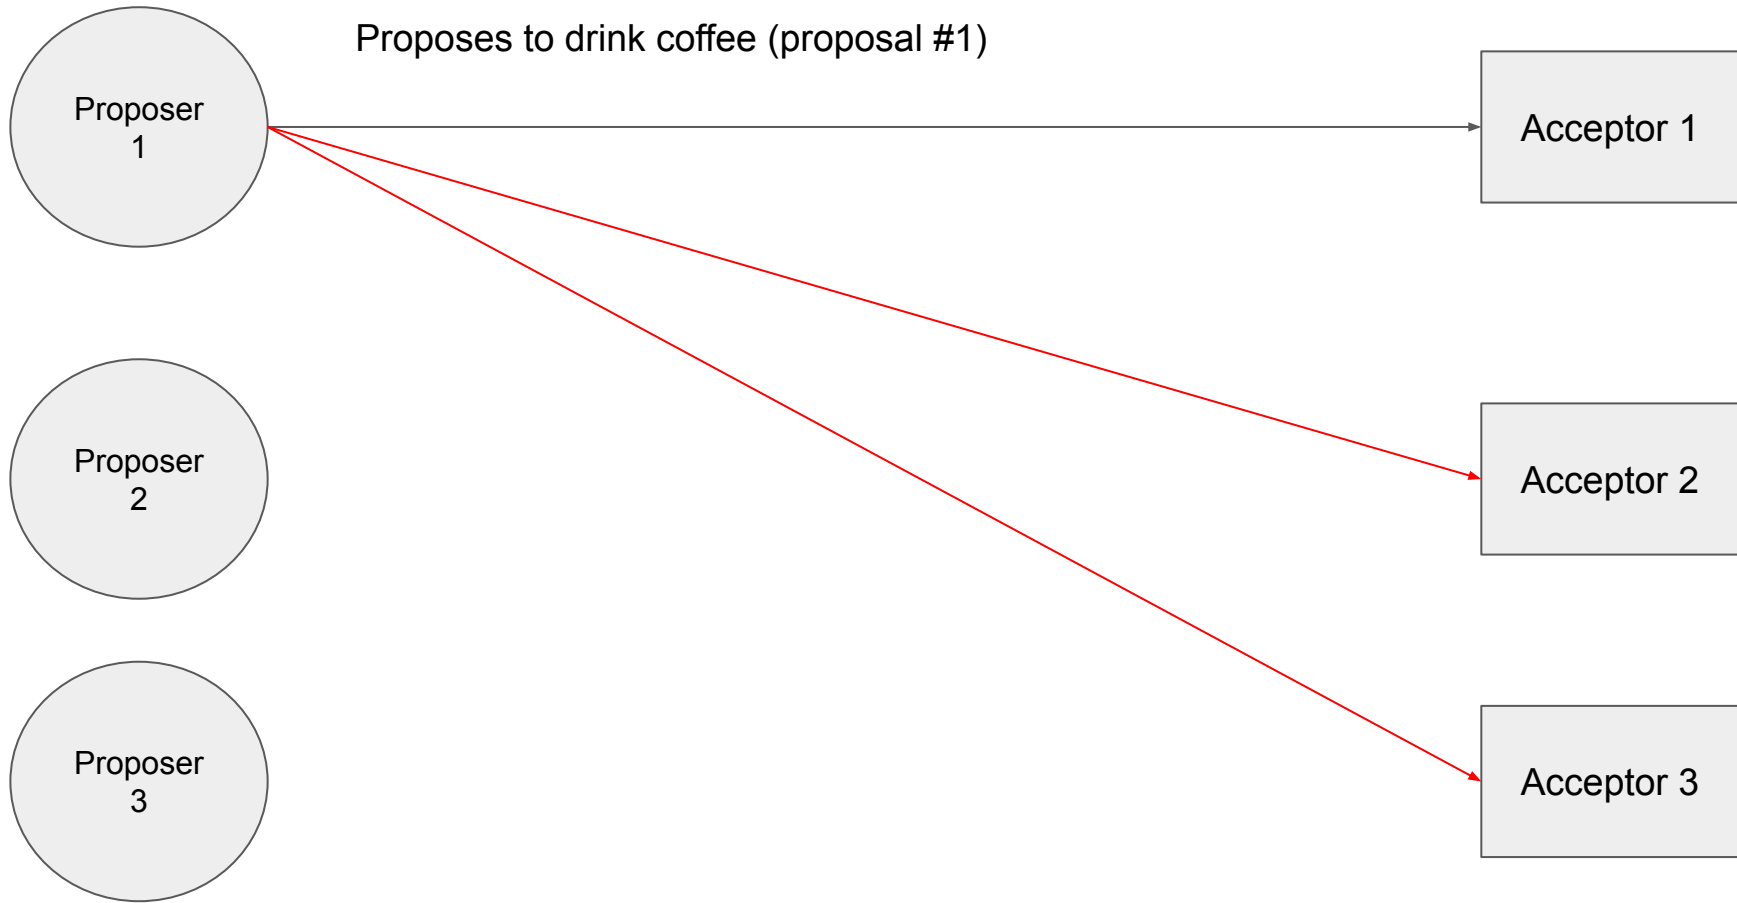 Proposes to drink coffee (proposal #1)
Proposer
1
Acceptor 1
Proposer
2
Acceptor 2
Proposer
3
Acceptor 3